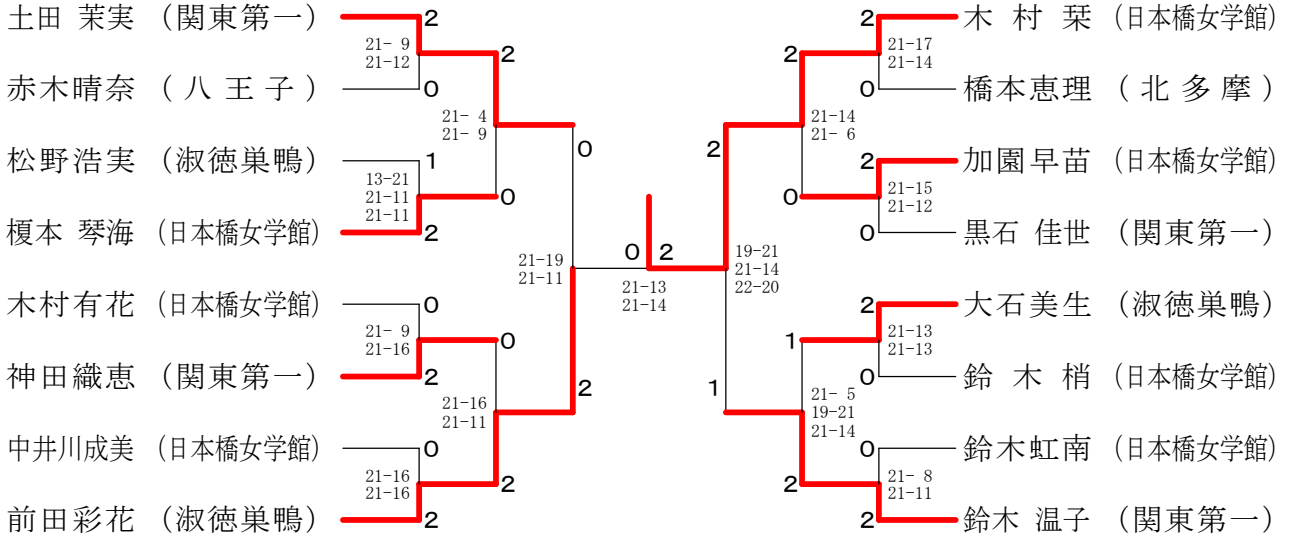 土田 茉実 (関東第一) 2
21- 9
21-12
赤木晴奈 (八王子) 0
2
21- 4
21- 9
0
松野浩実 (淑徳巣鴨) 1
13-21
21-11
21-11
榎本 琴海 (日本橋女学館) 2
0
21-19
21-11
2
木村有花 (日本橋女学館) 0
21- 9
21-16
神田織恵 (関東第一) 2
0
21-16
21-11
2
中井川成美 (日本橋女学館) 0
21-16
21-16
前田彩花 (淑徳巣鴨) 2
0 2
21-13
21-14
2 木村 栞 (日本橋女学館)
21-17
21-14
0 橋本恵理 (北多摩)
2
21-14
21- 6
0
2 加園早苗 (日本橋女学館)
21-15
21-12
0 黒石 佳世 (関東第一)
2
19-21
21-14
22-20
1
2 大石美生 (淑徳巣鴨)
21-13
21-13
0 鈴木 梢 (日本橋女学館)
1
21- 5
19-21
21-14
2
0 鈴木虹南 (日本橋女学館)
21- 8
21-11
2 鈴木 温子 (関東第一)